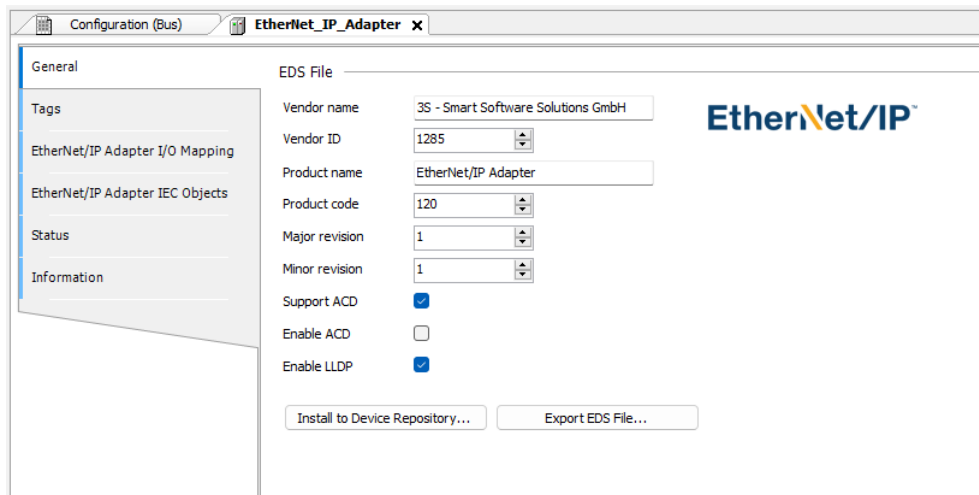 Configuration (Bus)
EtherNet_IP_Adapter
General
Tags
EtherNet/IP Adapter I/O Mapping
EtherNet/IP Adapter IEC Objects
Status
Information
EDS File
Vendor name 3S - Smart Software Solutions GmbH
Vendor ID 1285
Product name EtherNet/IP Adapter
Product code 120
Major revision 1
Minor revision 1
Support ACD
Enable ACD
Enable LLDP
Install to Device Repository... Export EDS File...
EtherNet/IP™